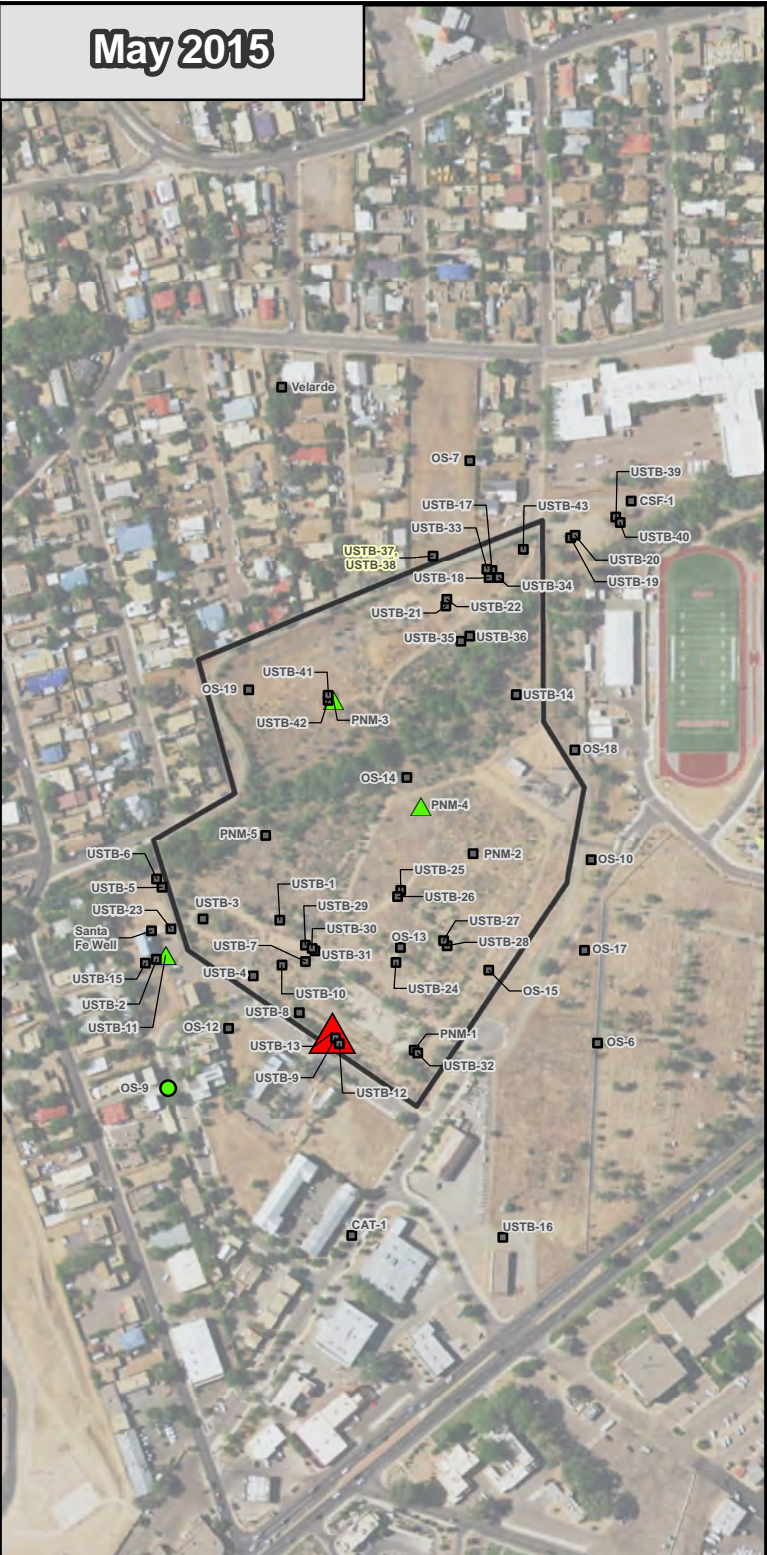 May 2015
Velarde
OS-7
USTB-39
CSF-1
USTB-17
USTB-43
USTB-33
USTB-40
USTB-37,
USTB-38
USTB-20
USTB-18
USTB-34
USTB-19
USTB-21
USTB-22
USTB-35
USTB-36
USTB-41
OS-19
USTB-14
USTB-42
PNM-3
OS-18
OS-14
PNM-4
PNM-5
USTB-6
PNM-2
OS-10
USTB-5
USTB-25
USTB-1
USTB-26
USTB-3
USTB-29
USTB-23
USTB-27
Santa
Fe Well
USTB-30
OS-13
USTB-28
USTB-7
USTB-31
OS-17
USTB-4
USTB-15
USTB-24
OS-15
USTB-10
USTB-2
USTB-8
USTB-11
OS-12
PNM-1
OS-6
USTB-13
USTB-32
USTB-9
OS-9
USTB-12
CAT-1
USTB-16